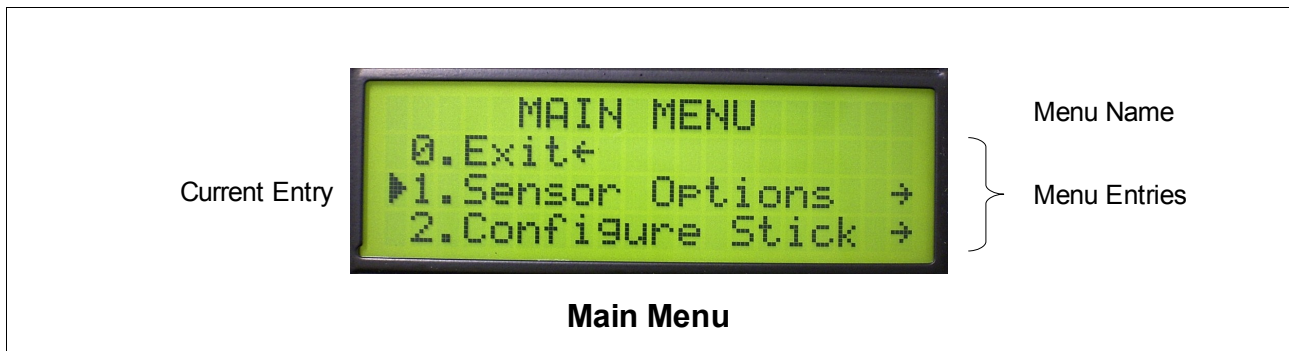 MAIN MENU
Menu Name
0.Exit←
Current Entry
▶1.Sensor Options →
Menu Entries
2.Configure Stick →
Main Menu